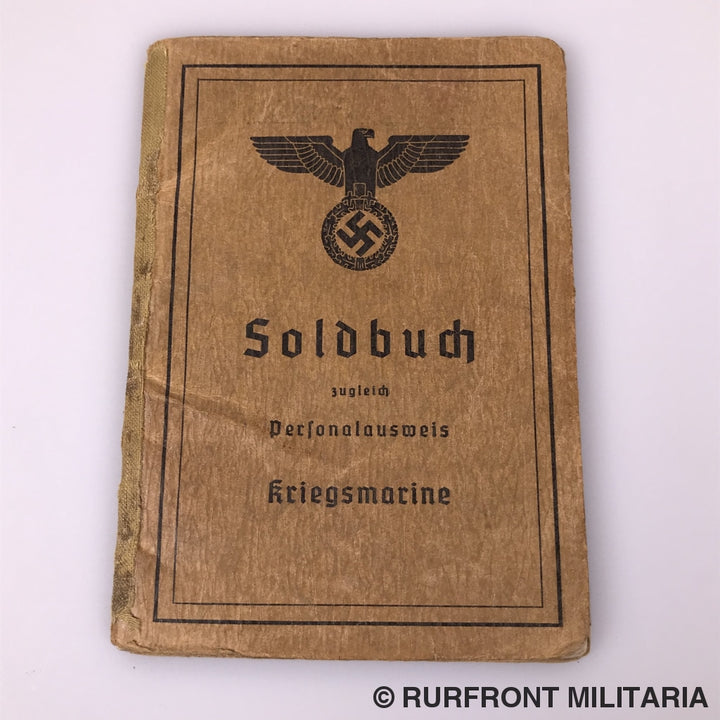 Soldbuch
zugleich
Personalausweis
Kriegsmarine
© RURFRONT MILITARIA